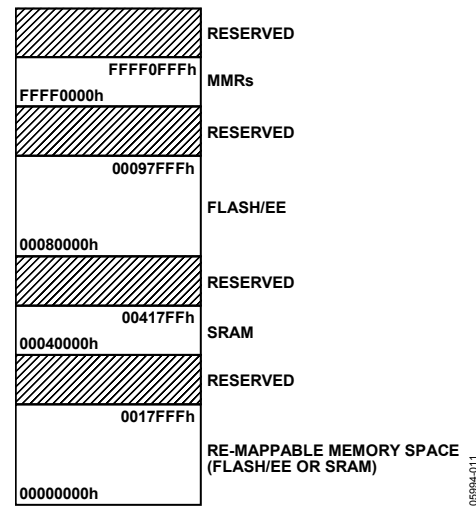 RESERVED
FFFF0FFFh
MMRs
FFFF0000h
RESERVED
00097FFFh
FLASH/EE
00080000h
RESERVED
00417FFh
SRAM
00040000h
RESERVED
0017FFFh
RE-MAPPABLE MEMORY SPACE
(FLASH/EE OR SRAM)
00000000h
05994-011